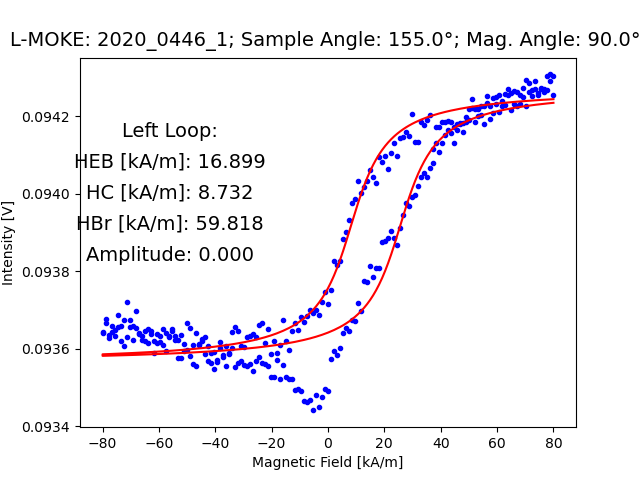 L-MOKE: 2020_0446_1; Sample Angle: 155.0°; Mag. Angle: 90.0°
Left Loop:
HEB [kA/m]: 16.899
HC [kA/m]: 8.732
HBr [kA/m]: 59.818
Amplitude: 0.000
Intensity [V]
0.0942
0.0940
0.0938
0.0936
0.0934
−80 −60 −40 −20 0 20 40 60 80
Magnetic Field [kA/m]